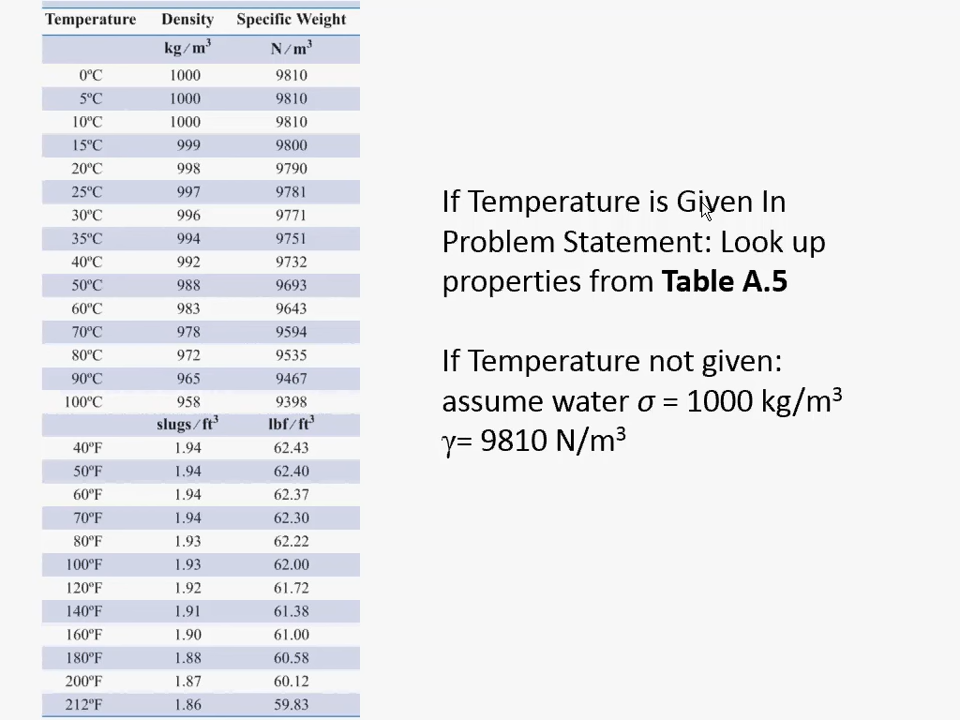 Temperature Density Specific Weight
kg/m³ N/m³
0ºC 1000 9810
5ºC 1000 9810
10ºC 1000 9810
15ºC 999 9800
20ºC 998 9790
25ºC 997 9781
30ºC 996 9771
35ºC 994 9751
40ºC 992 9732
50ºC 988 9693
60ºC 983 9643
70ºC 978 9594
80ºC 972 9535
90ºC 965 9467
100ºC 958 9398
slugs/ft³ lbf/ft³
40ºF 1.94 62.43
50ºF 1.94 62.40
60ºF 1.94 62.37
70ºF 1.94 62.30
80ºF 1.93 62.22
100ºF 1.93 62.00
120ºF 1.92 61.72
140ºF 1.91 61.38
160ºF 1.90 61.00
180ºF 1.88 60.58
200ºF 1.87 60.12
212ºF 1.86 59.83
If Temperature is Given In
Problem Statement: Look up
properties from Table A.5
If Temperature not given:
assume water σ = 1000 kg/m³
γ= 9810 N/m³